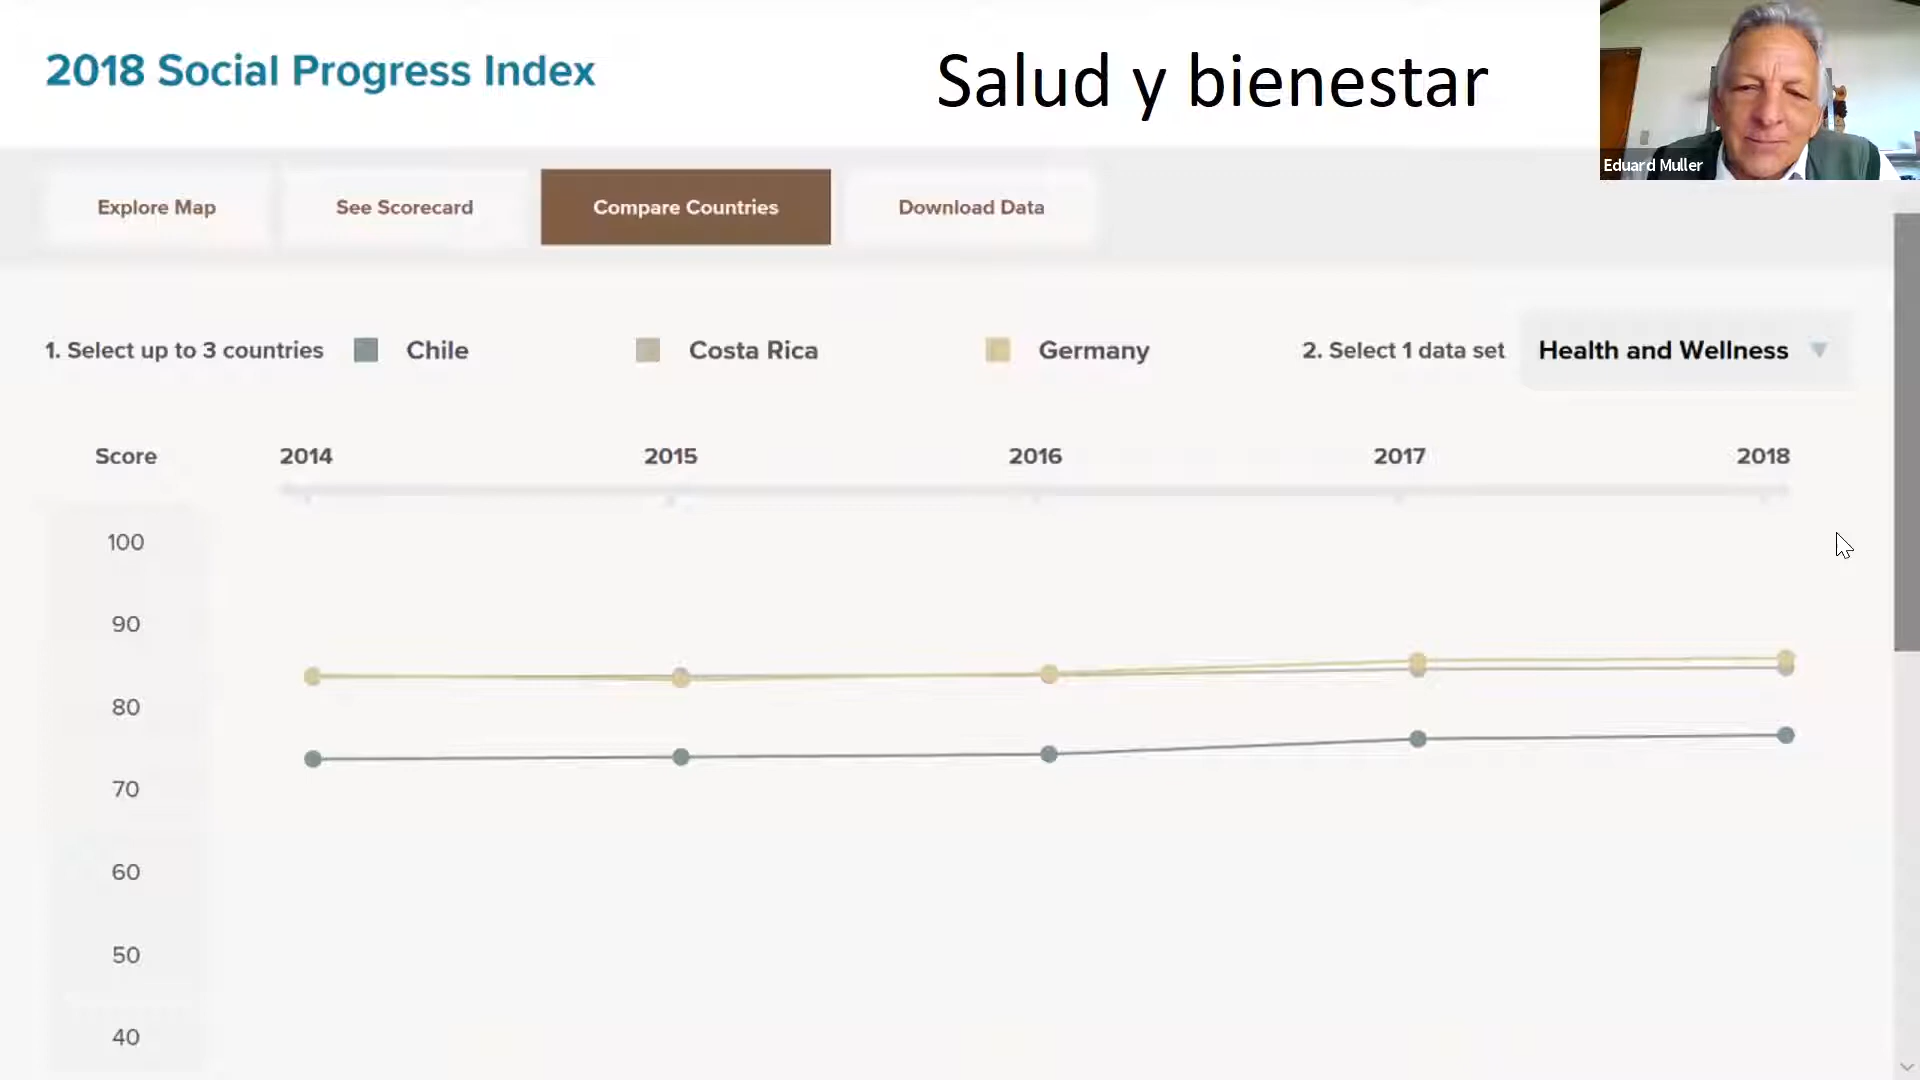 2018 Social Progress Index
Salud y bienestar
Eduard Muller
Explore Map
See Scorecard
Compare Countries
Download Data
1. Select up to 3 countries
Chile
Costa Rica
Germany
2. Select 1 data set
Health and Wellness
Score
2014
2015
2016
2017
2018
100
90
80
70
60
50
40